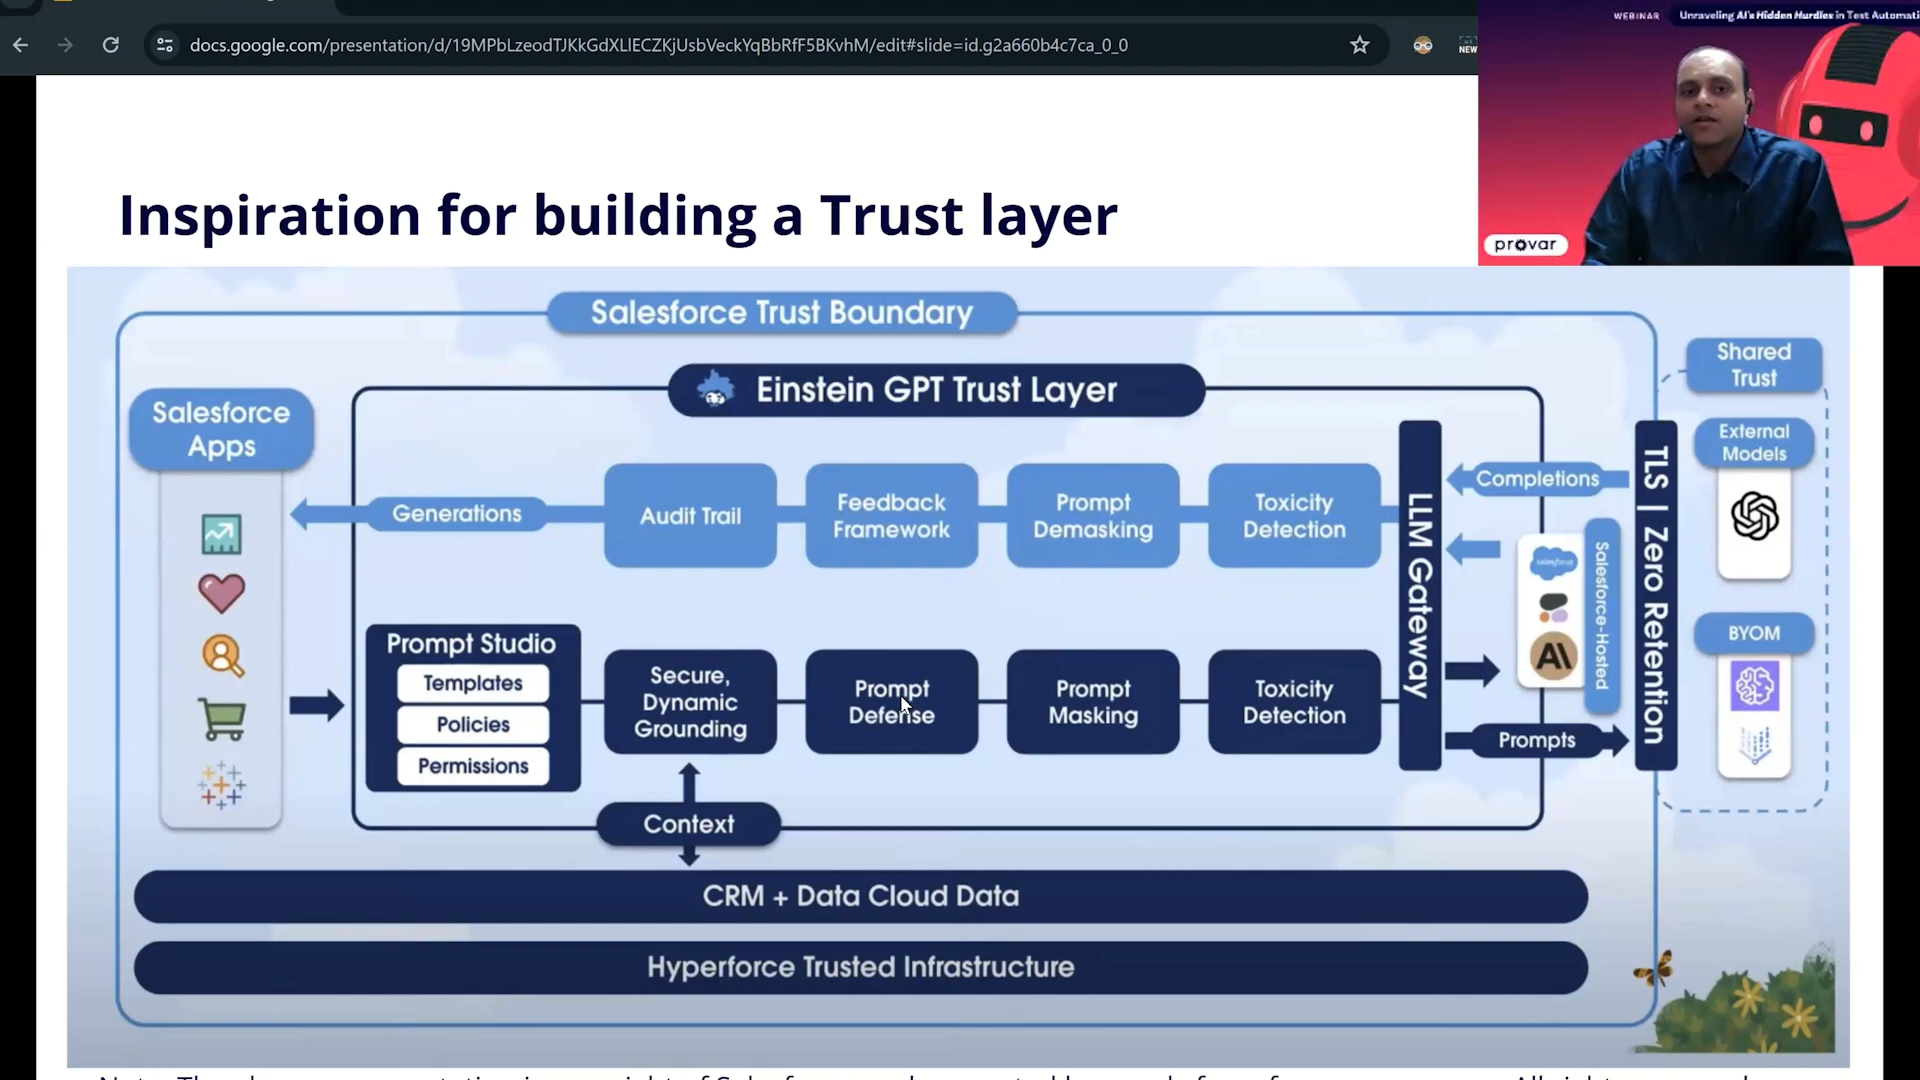 docs.google.com/presentation/d/19MPbLzeodTJKkGdXLIECZKjUsbVeckYqBbRfF5BKvhM/edit#slide=id.g2a660b4c7ca_0_0
NEW
WEBINAR Unraveling AI's Hidden Hurdles in Test Automati
provar
Inspiration for building a Trust layer
Salesforce Trust Boundary
Einstein GPT Trust Layer
Salesforce
Apps
Shared
Trust
External
Models
Completions
Generations
Audit Trail
Feedback
Framework
Prompt
Demasking
Toxicity
Detection
LLM Gateway
salesforce
Salesforce-Hosted
TLS | Zero Retention
BYOM
Prompt Studio
Templates
Policies
Permissions
Secure,
Dynamic
Grounding
Prompt
Defense
Prompt
Masking
Toxicity
Detection
Prompts
Context
CRM + Data Cloud Data
Hyperforce Trusted Infrastructure